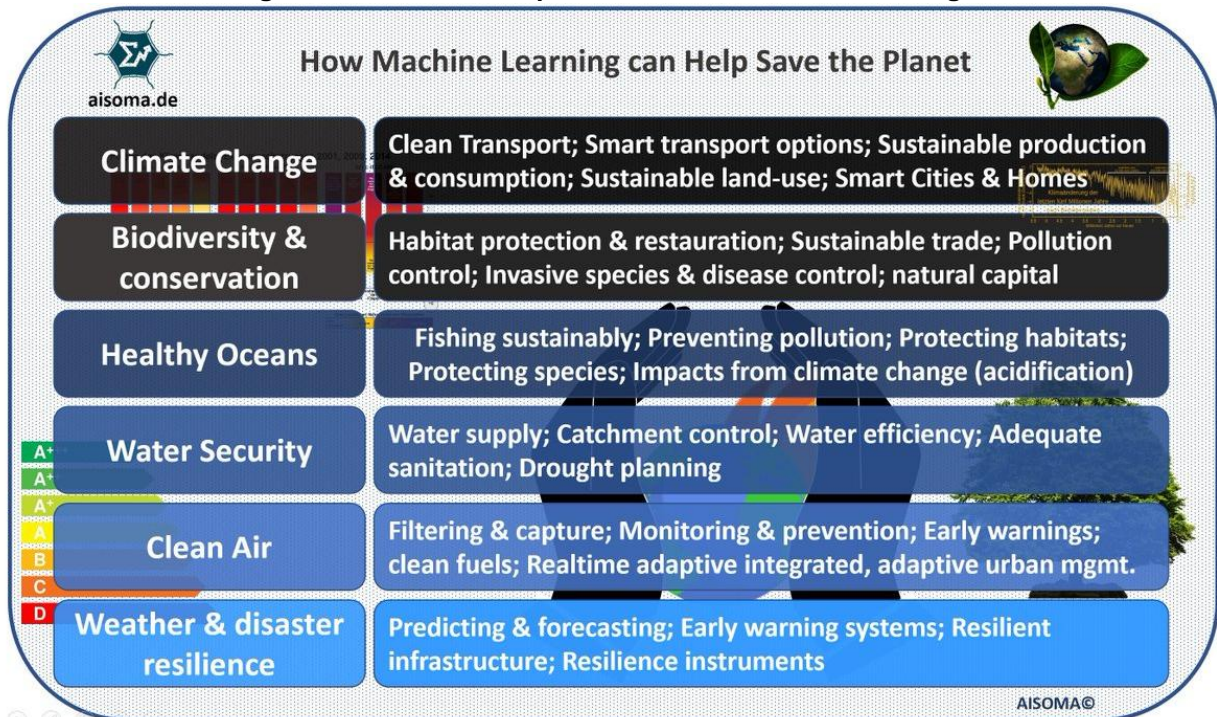 aisoma.de
How Machine Learning can Help Save the Planet
Climate Change
Clean Transport; Smart transport options; Sustainable production
& consumption; Sustainable land-use; Smart Cities & Homes
Biodiversity &
conservation
Habitat protection & restauration; Sustainable trade; Pollution
control; Invasive species & disease control; natural capital
Healthy Oceans
Fishing sustainably; Preventing pollution; Protecting habitats;
Protecting species; Impacts from climate change (acidification)
Water Security
Water supply; Catchment control; Water efficiency; Adequate
sanitation; Drought planning
Clean Air
Filtering & capture; Monitoring & prevention; Early warnings;
clean fuels; Realtime adaptive integrated, adaptive urban mgmt.
Weather & disaster
resilience
Predicting & forecasting; Early warning systems; Resilient
infrastructure; Resilience instruments
A
B
C
D
AISOMA©